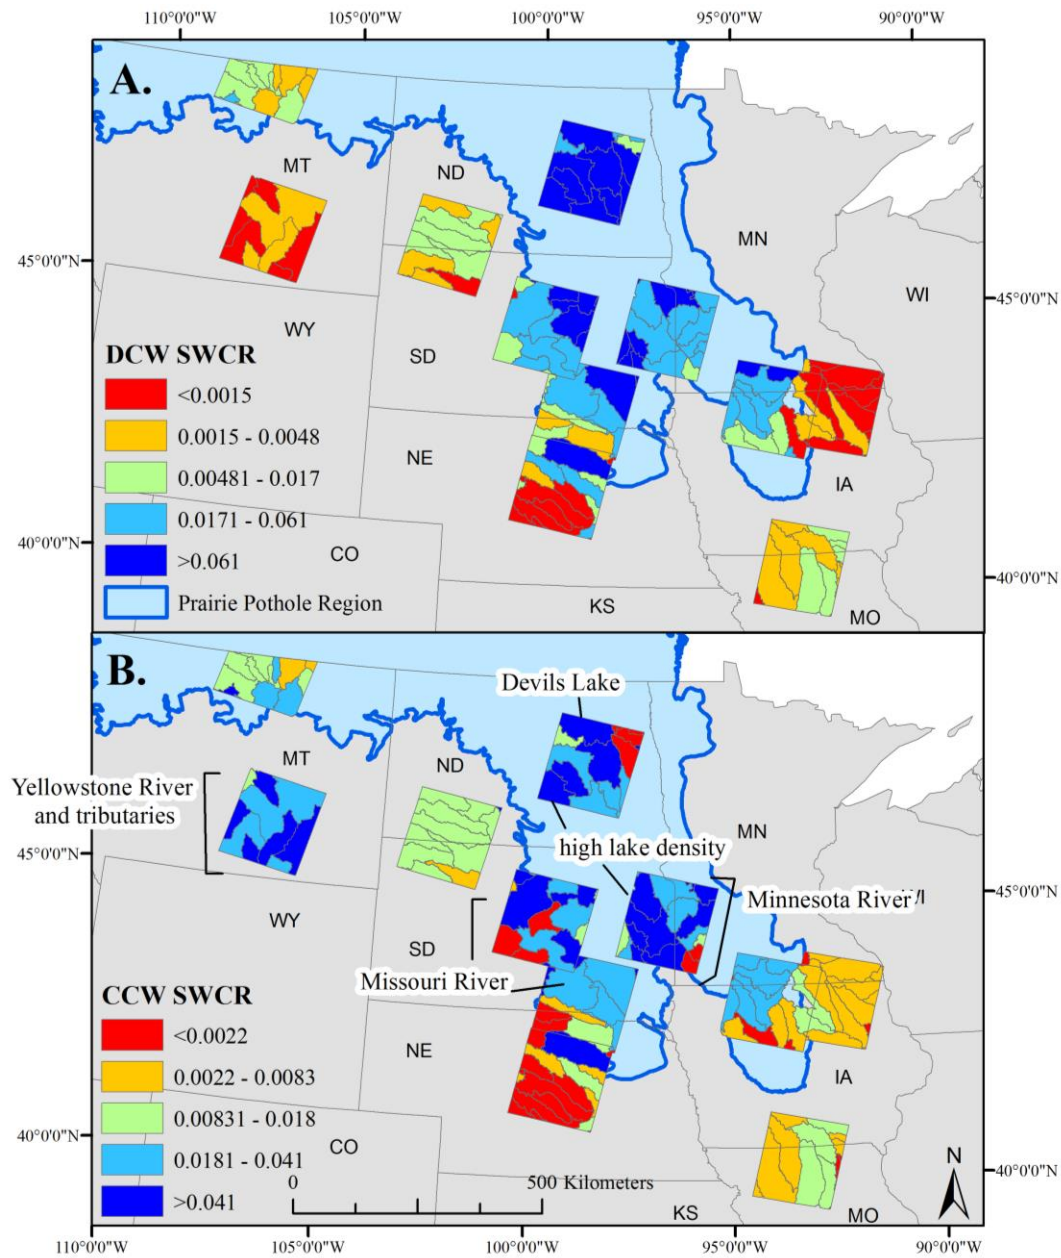 110°0'0"W 105°0'0"W 100°0'0"W 95°0'0"W 90°0'0"W
A.
MT
ND
MN
45°0'0"N
WI
45°0'0"N
WY
DCW SWCR
SD
<0.0015
0.0015 - 0.0048
NE
0.00481 - 0.017
IA
0.0171 - 0.061
40°0'0"N
CO
>0.061
40°0'0"N
Prairie Pothole Region
KS
MO
B.
Devils Lake
MT
Yellowstone River
and tributaries
ND
MN
high lake density
45°0'0"N
45°0'0"N
Minnesota River
WY
SD
Missouri River
CCW SWCR
<0.0022
NE
0.0022 - 0.0083
IA
0.00831 - 0.018
40°0'0"N
CO
0.0181 - 0.041
N
40°0'0"N
0 500 Kilometers
>0.041
KS
MO
110°0'0"W 105°0'0"W 100°0'0"W 95°0'0"W 90°0'0"W